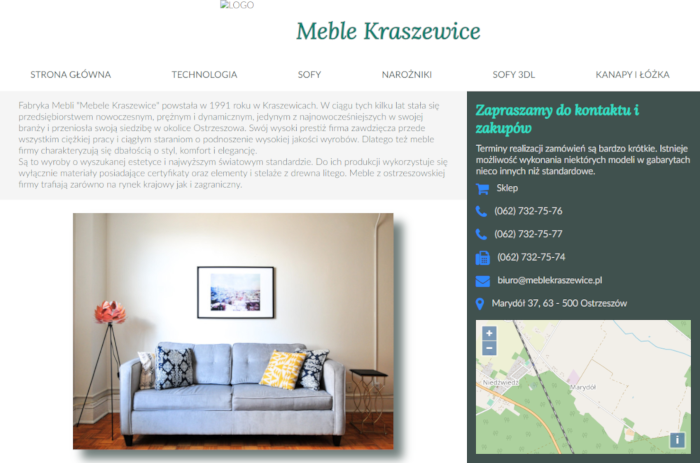 LOGO
Meble Kraszewice
STRONA GŁÓWNA TECHNOLOGIA SOFY NAROŻNIKI SOFY 3DL KANAPY I ŁÓŻKA
Fabryka Mebli "Mebele Kraszewice" powstała w 1991 roku w Kraszewicach. W ciągu tych kilku lat stała się
przedsiębiorstwem nowoczesnym, prężnym i dynamicznym, jedynym z najnowocześniejszych w swojej
branży i przeniosła swoją siedzibę w okolice Ostrzeszowa. Swój wysoki prestiż firma zawdzięcza przede
wszystkim ciężkiej pracy i ciągłym staraniom o podnoszenie wysokiej jakości wyrobów. Dlatego też meble
firmy charakteryzują się dbałością o styl, komfort i elegancję.
Są to wyroby o wyszukanej estetyce i najwyższym światowym standardzie. Do ich produkcji wykorzystuje się
wyłącznie materiały posiadające certyfikaty oraz elementy i stelaże z drewna litego. Meble z ostrzeszowskiej
firmy trafiają zarówno na rynek krajowy jak i zagraniczny.
Zapraszamy do kontaktu i
zakupów
Terminy realizacji zamówień są bardzo krótkie. Istnieje
możliwość wykonania niektórych modeli w gabarytach
nieco innych niż standardowe.
Sklep
(062) 732-75-76
(062) 732-75-77
(062) 732-75-74
biuro@meblekraszewice.pl
Marydół 37, 63 - 500 Ostrzeszów
+
−
Niedźwiedź
Marydół
i